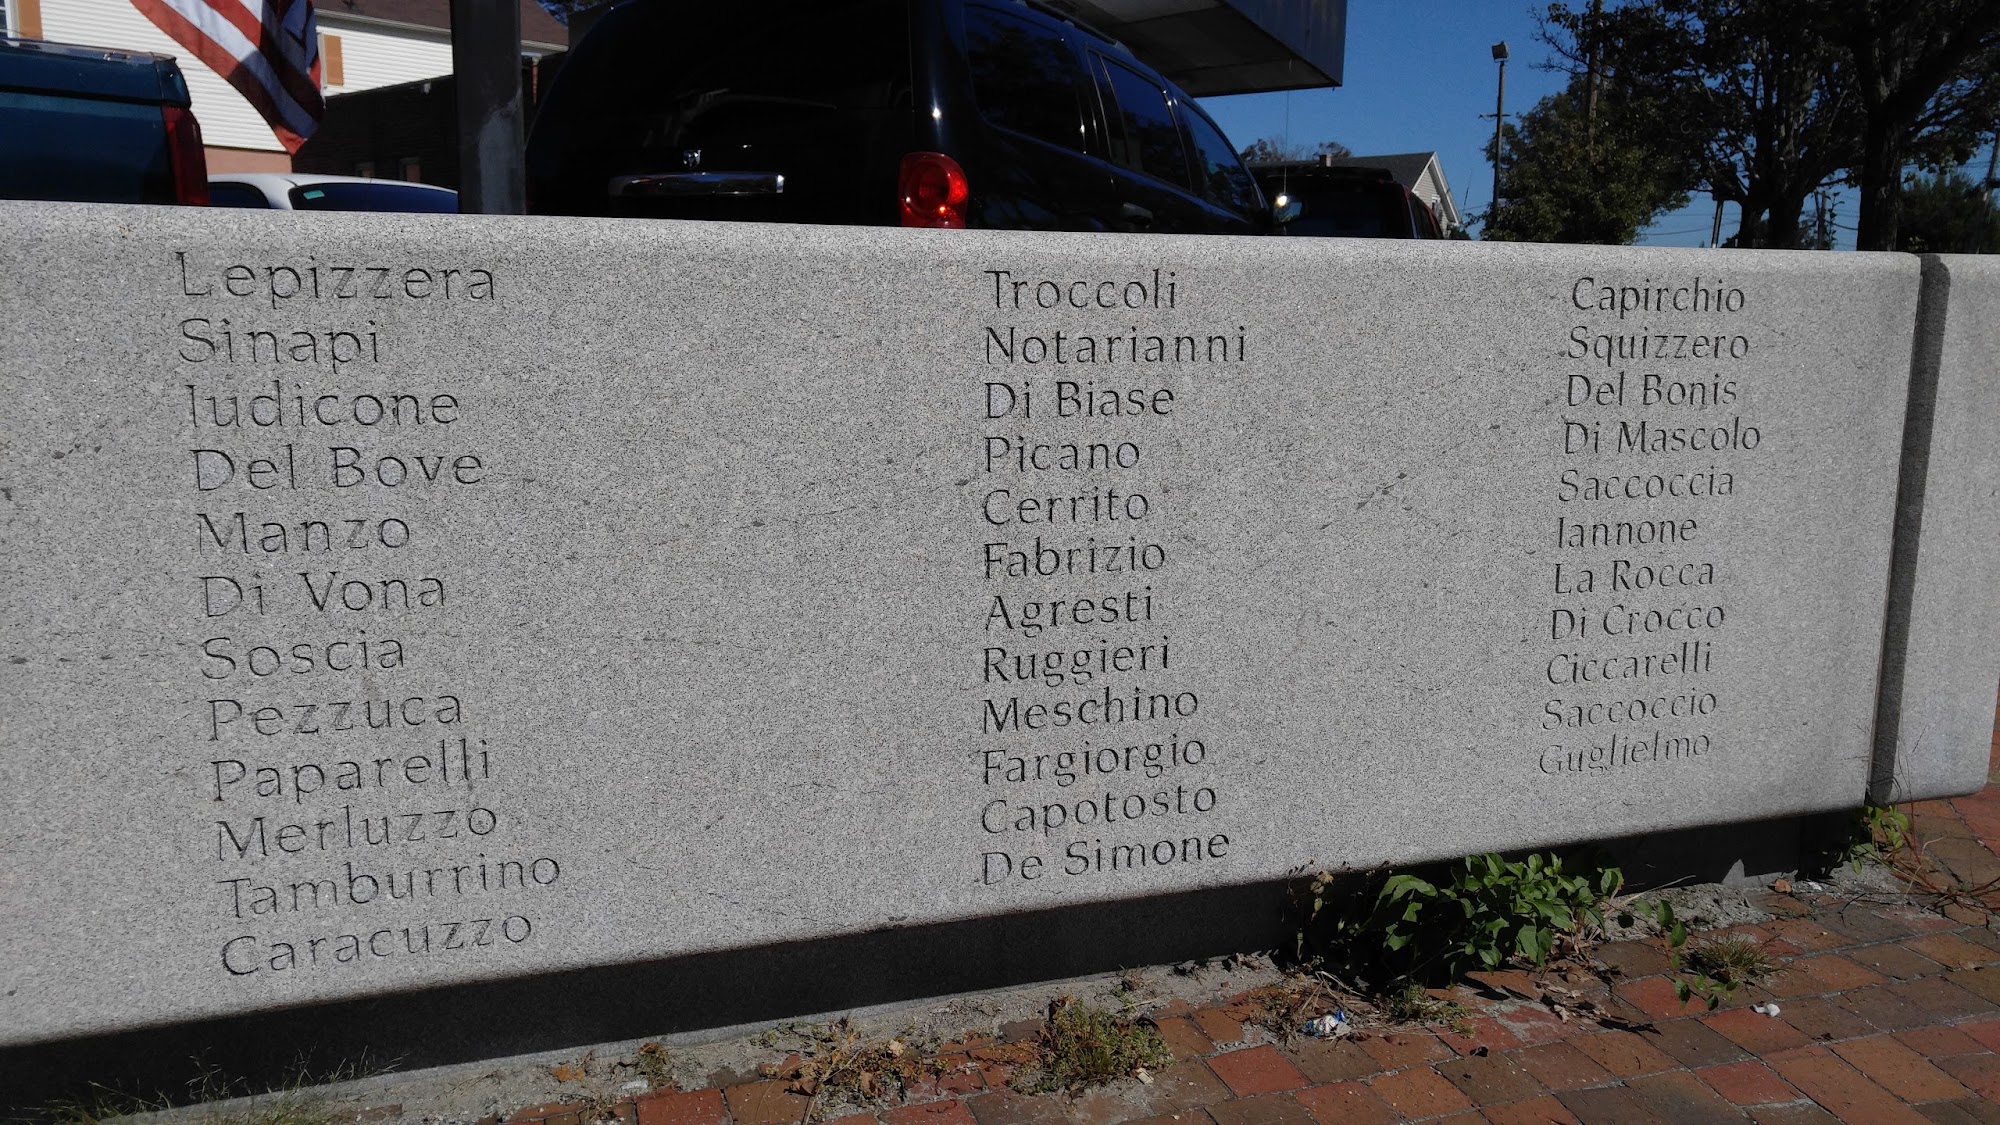 Lepizzera
Sinapi
Iudicone
Del Bove
Manzo
Di Vona
Soscia
Pezzuca
Paparelli
Merluzzo
Tamburrino
Caracuzzo
Troccoli
Notarianni
Di Biase
Picano
Cerrito
Fabrizio
Agresti
Ruggieri
Meschino
Fargiorgio
Capotosto
De Simone
Capirchio
Squizzero
Del Bonis
Di Mascolo
Saccoccia
Iannone
La Rocca
Di Crocco
Ciccarelli
Saccoccio
Guglielmo